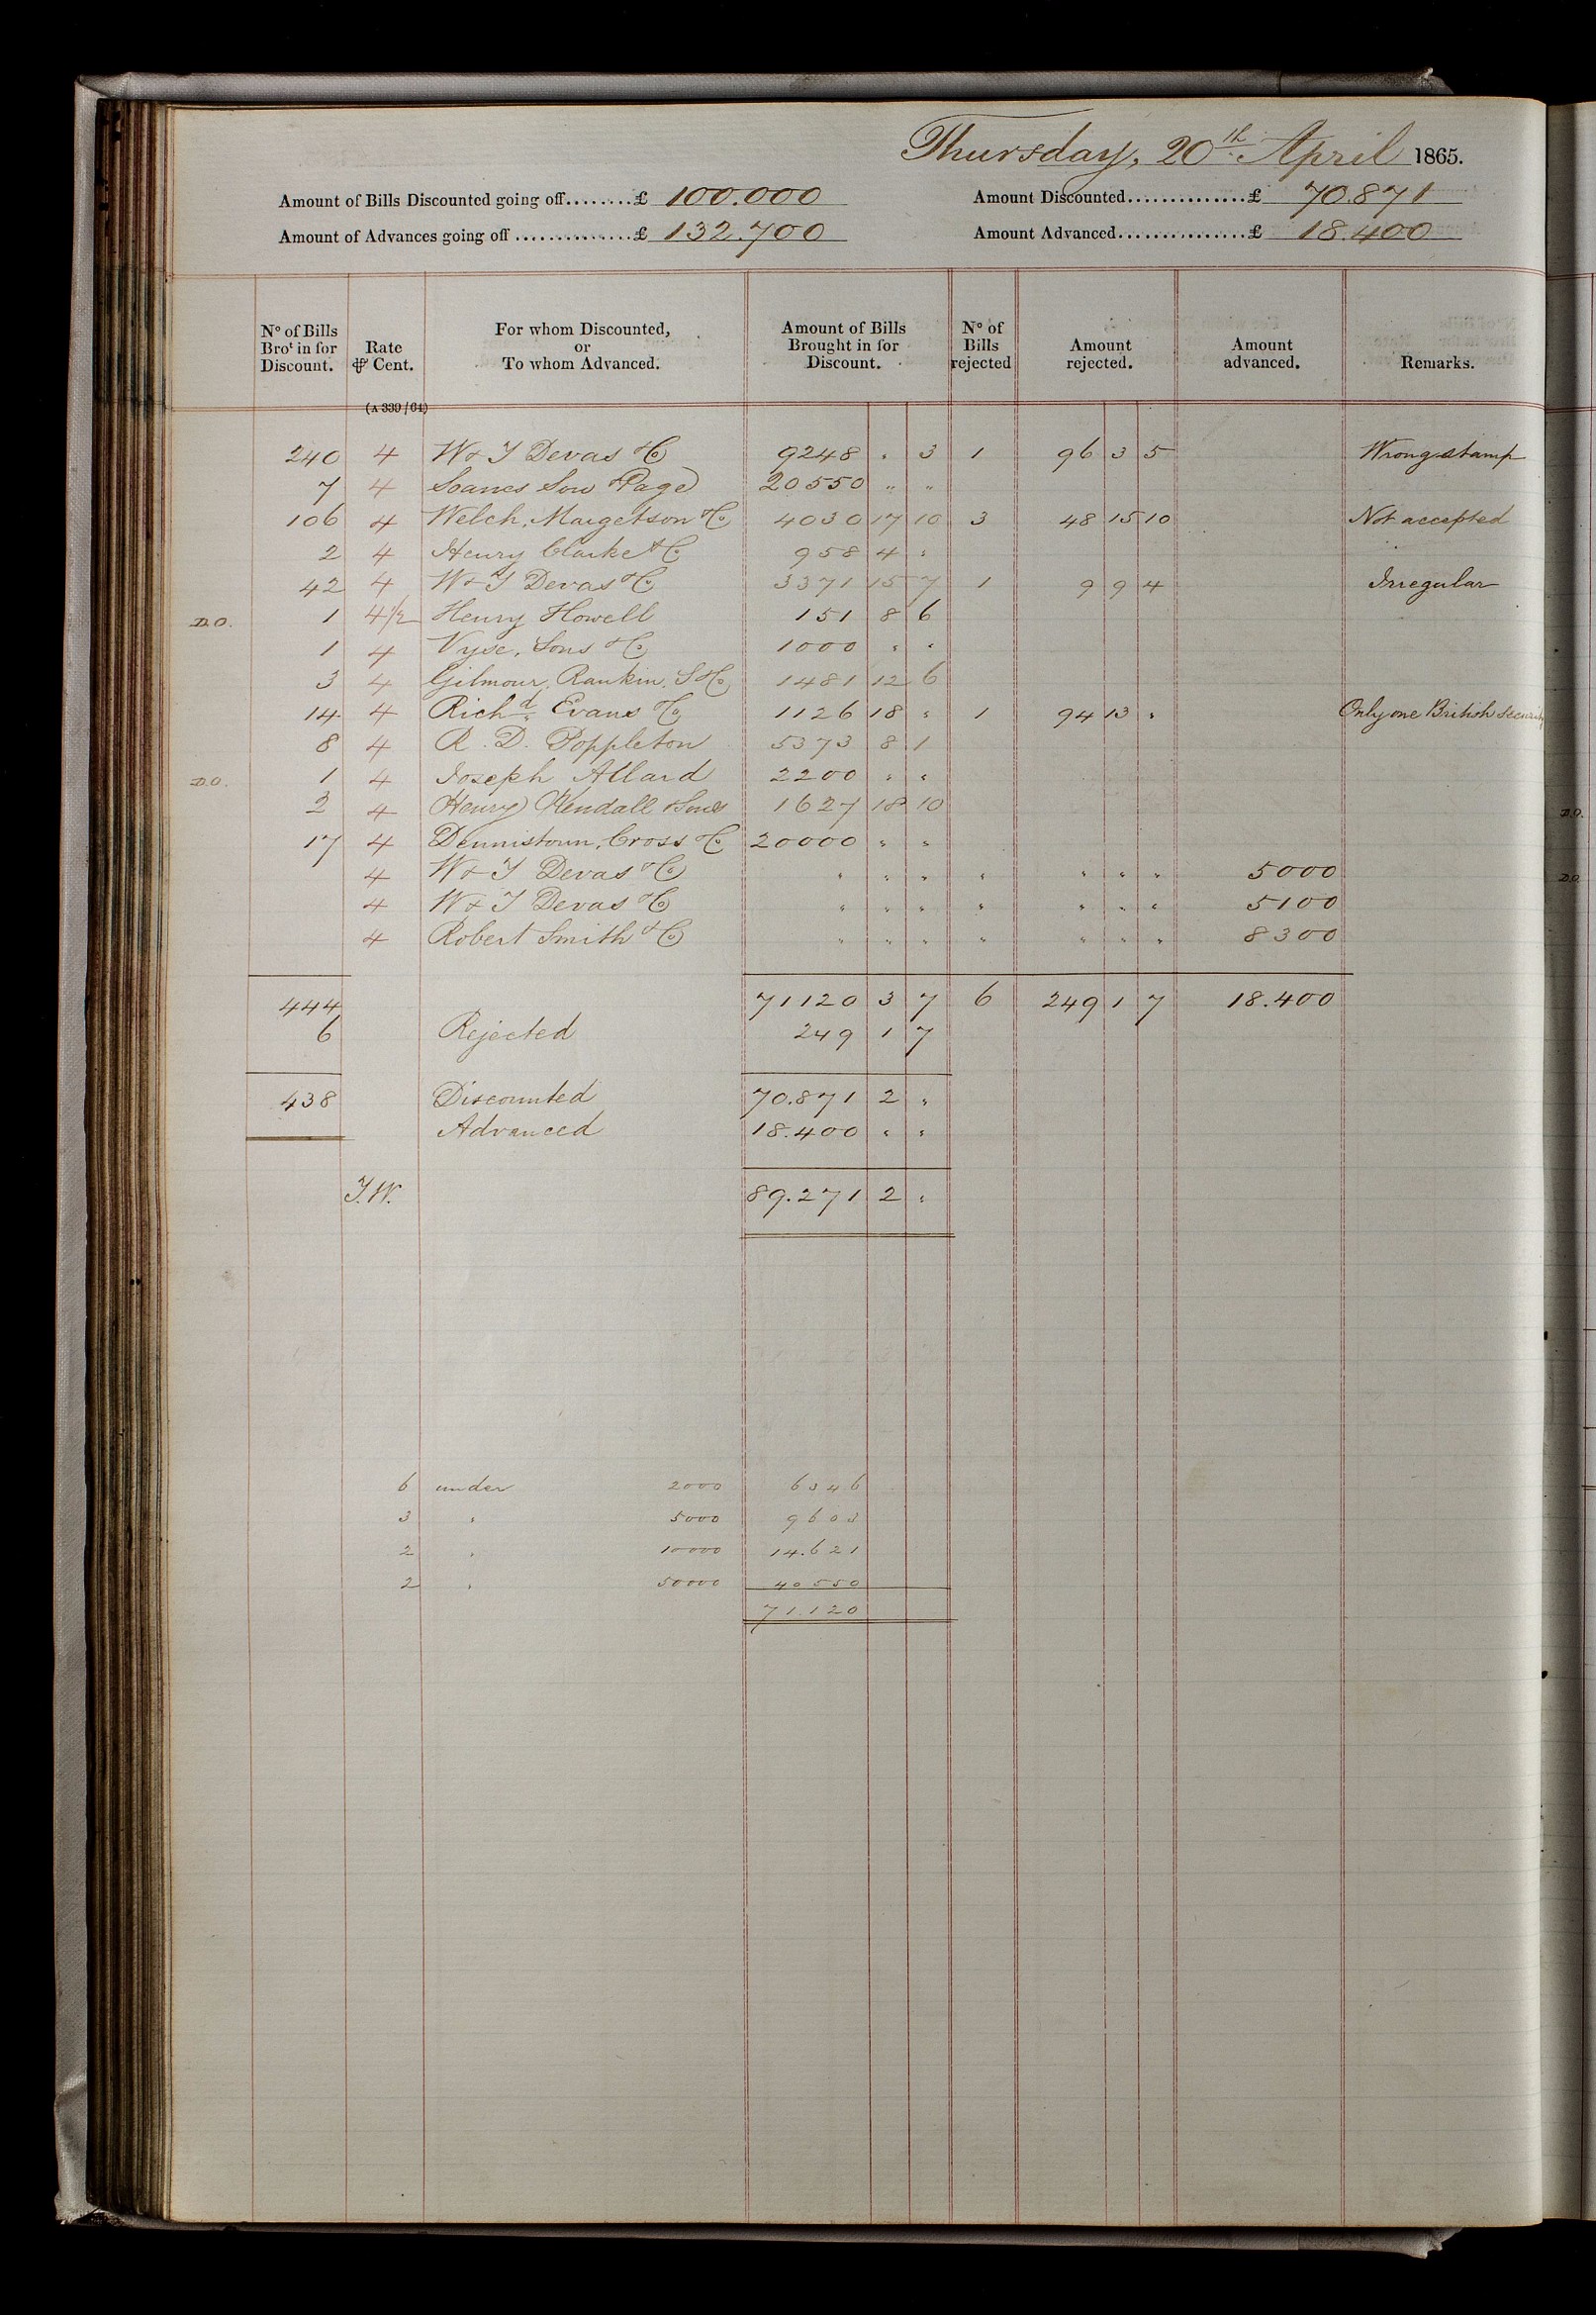 Thursday, 20th April 1865.
Amount of Bills Discounted going off........£ 100.000 Amount Discounted..............£ 70.871
Amount of Advances going off ..............£ 132.700 Amount Advanced...............£ 18.400
No of Bills Brot in for Discount. Rate ⅌ Cent. For whom Discounted, or To whom Advanced. Amount of Bills Brought in for Discount. No of Bills rejected Amount rejected. Amount advanced. Remarks.
(A 339/64)
240 4 W & T Devas & Co 9248 " 3 1 96 3 5 Wrong stamp
7 4 Soanes Son & Page 20550 " "
106 4 Welch, Margetson & Co 4030 17 10 3 48 15 10 Not accepted
2 4 Henry Clarke & Co 958 4 "
42 4 W & T Devas & Co 3371 15 7 1 9 9 4 Irregular
D.O. 1 4½ Henry Howell 151 8 6
1 4 Vyse, Sons & Co 1000 " "
3 4 Gilmour, Rankin, S & Co 1481 12 6
14 4 Richd Evans & Co 1126 18 " 1 94 13 " Only one British security
8 4 R. D. Poppleton 5373 8 1
D.O. 1 4 Joseph Allard 2200 " "
2 4 Henry Kendall & Sons 1627 18 10
17 4 Dennistoun, Cross & Co 20000 " "
4 W & T Devas & Co " " " " " " " 5000
4 W & T Devas & Co " " " " " " " 5100
4 Robert Smith & Co " " " " " " " 8300
444 71120 3 7 6 249 1 7 18.400
6 Rejected 249 1 7
438 Discounted 70.871 2 "
Advanced 18.400 " "
T.W. 89.271 2 "
6 under 2000 6346
3 " 5000 9603
2 " 10000 14.621
2 " 50000 40550
71.120
D.O.
D.O.